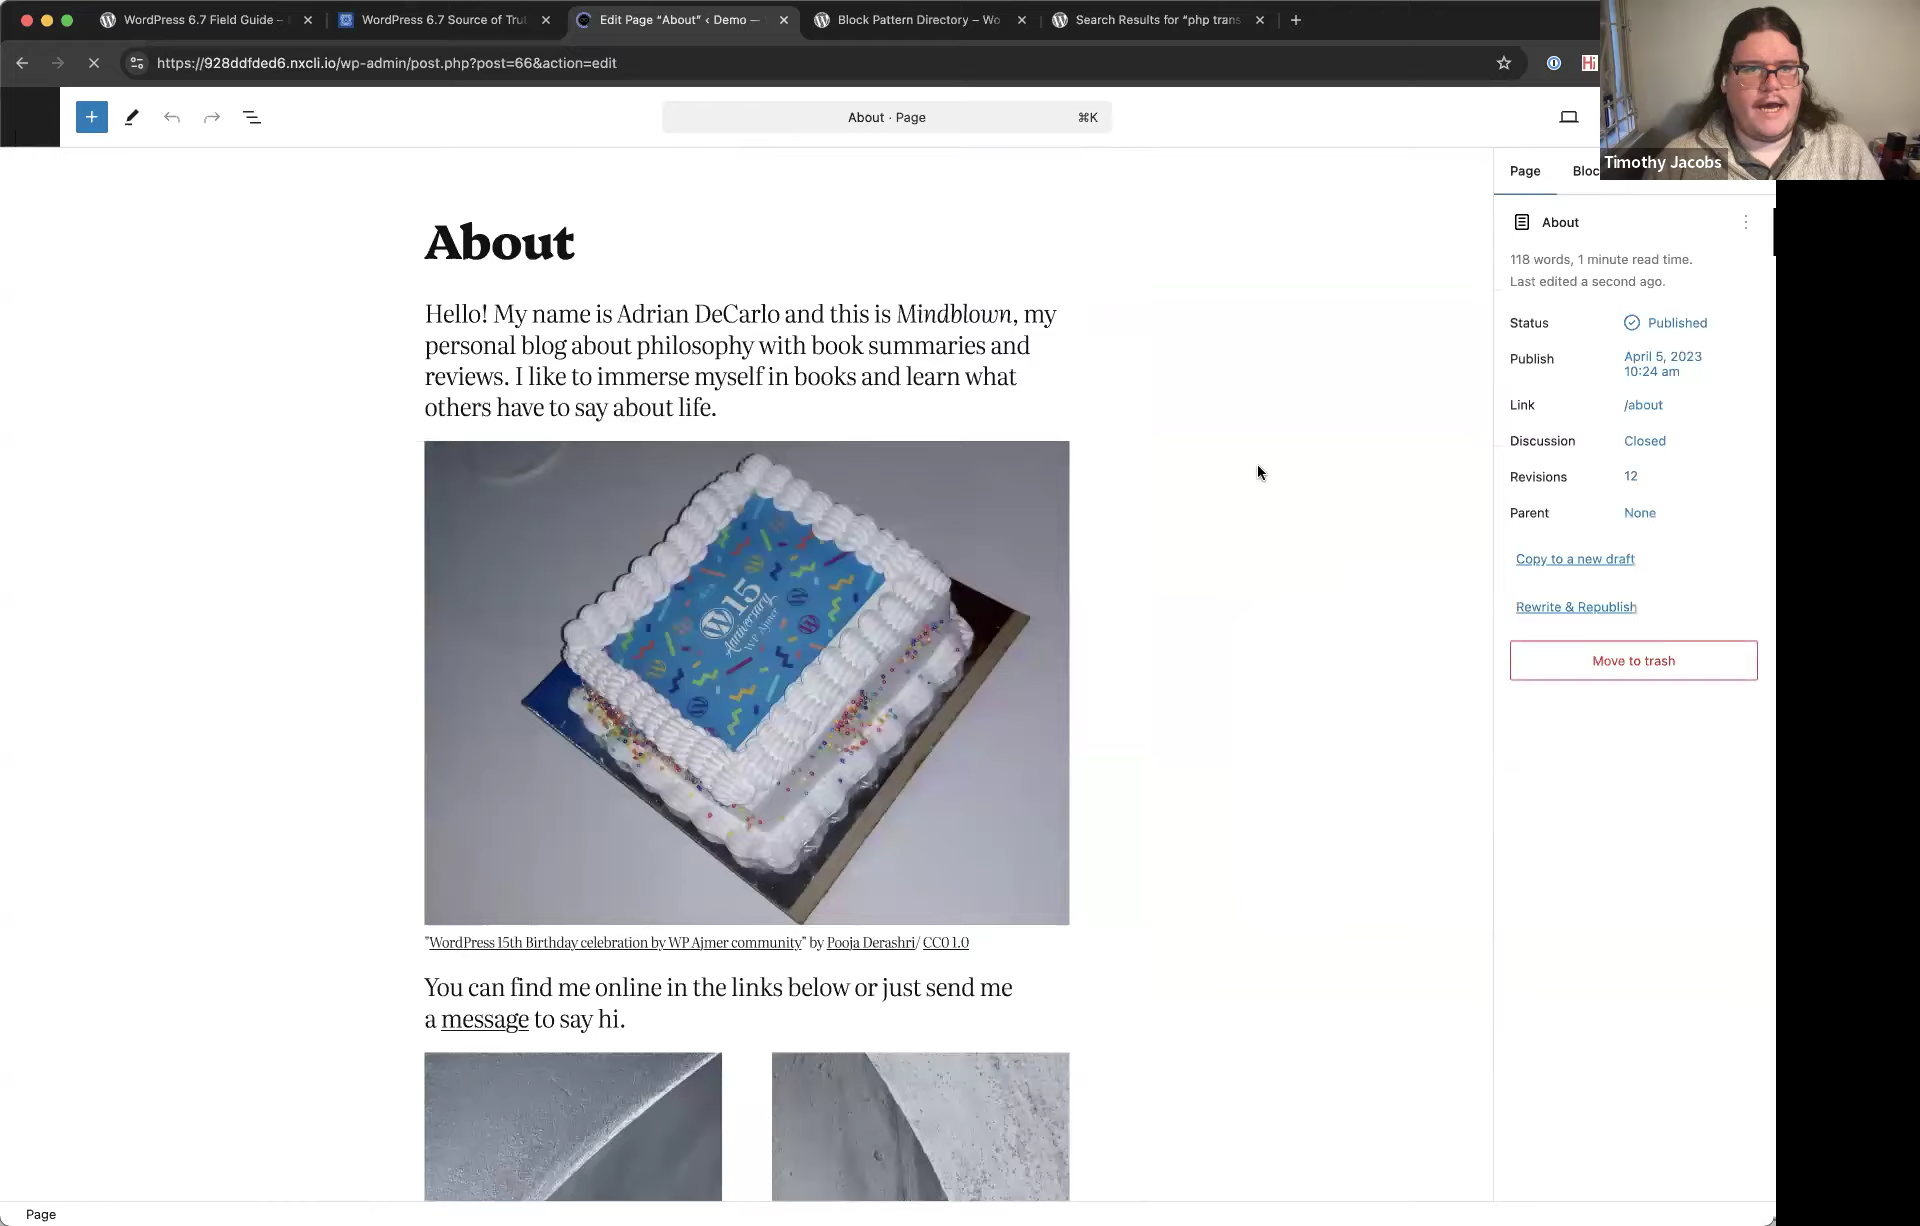 WordPress 6.7 Field Guide –
WordPress 6.7 Source of Tru
Edit Page “About” ‹ Demo —
Block Pattern Directory – Wo
Search Results for “php trans
https://928ddfded6.nxcli.io/wp-admin/post.php?post=66&action=edit
Hi
About · Page
⌘K
Timothy Jacobs
Page
Bloc
About
118 words, 1 minute read time.
Last edited a second ago.
Status
Published
Publish
April 5, 2023
10:24 am
Link
/about
Discussion
Closed
Revisions
12
Parent
None
Copy to a new draft
Rewrite & Republish
Move to trash
About
Hello! My name is Adrian DeCarlo and this is Mindblown, my
personal blog about philosophy with book summaries and
reviews. I like to immerse myself in books and learn what
others have to say about life.
W 15
Anniversary
WP Ajmer
"WordPress 15th Birthday celebration by WP Ajmer community" by Pooja Derashri/ CC0 1.0
You can find me online in the links below or just send me
a message to say hi.
Page